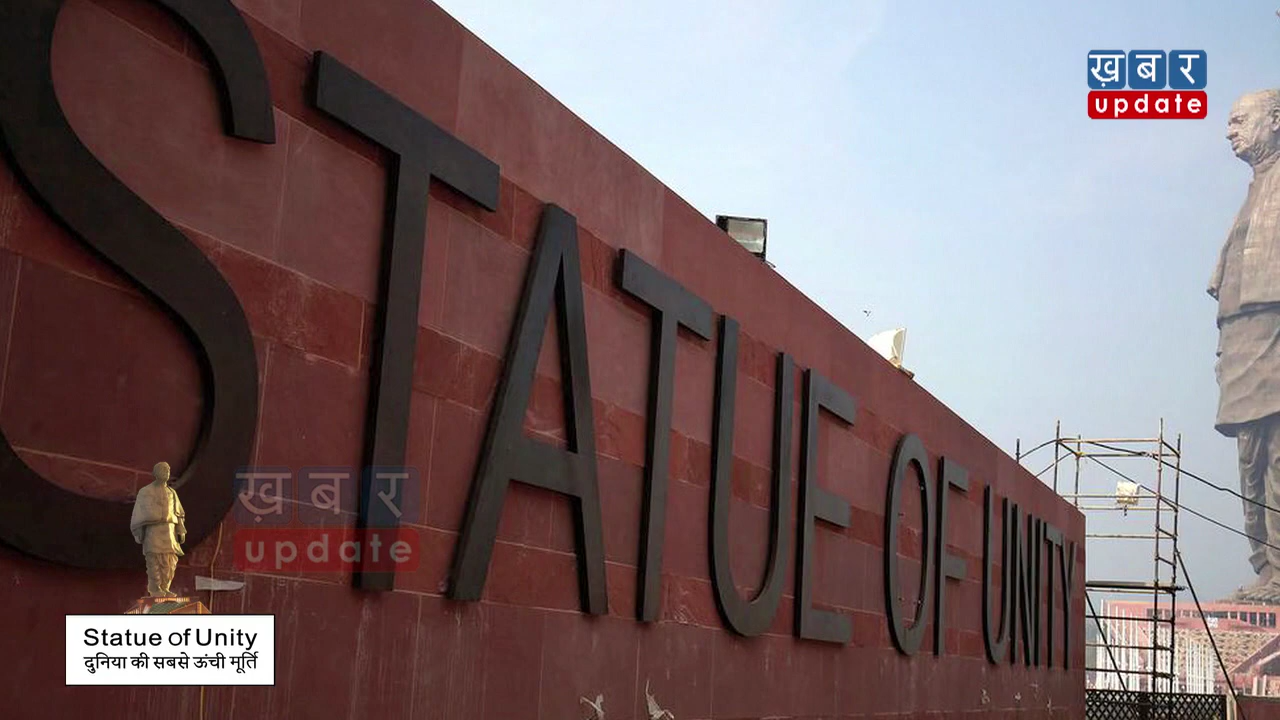 STATUE OF UNITY
ख़बर
update
ख़बर
update
Statue of Unity
दुनिया की सबसे ऊंची मूर्ति